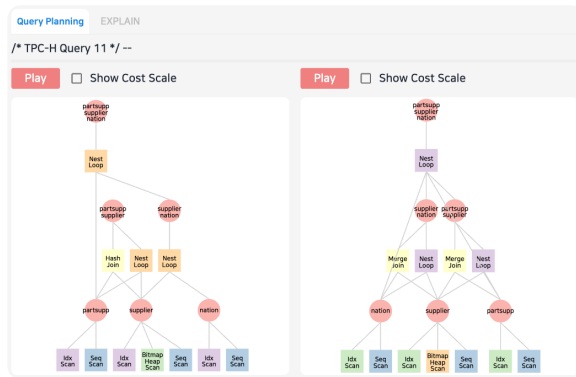 Query Planning EXPLAIN
/* TPC-H Query 11 */ --
Play Show Cost Scale
partsupp
supplier
nation
Nest
Loop
partsupp
supplier
supplier
nation
Hash
Join
Nest
Loop
Nest
Loop
partsupp
supplier
nation
Idx
Scan
Seq
Scan
Idx
Scan
Bitmap
Heap
Scan
Seq
Scan
Idx
Scan
Seq
Scan
Play Show Cost Scale
partsupp
supplier
nation
Nest
Loop
supplier
nation
partsupp
supplier
Merge
Join
Nest
Loop
Merge
Join
Nest
Loop
nation
supplier
partsupp
Idx
Scan
Seq
Scan
Idx
Scan
Bitmap
Heap
Scan
Seq
Scan
Idx
Scan
Seq
Scan